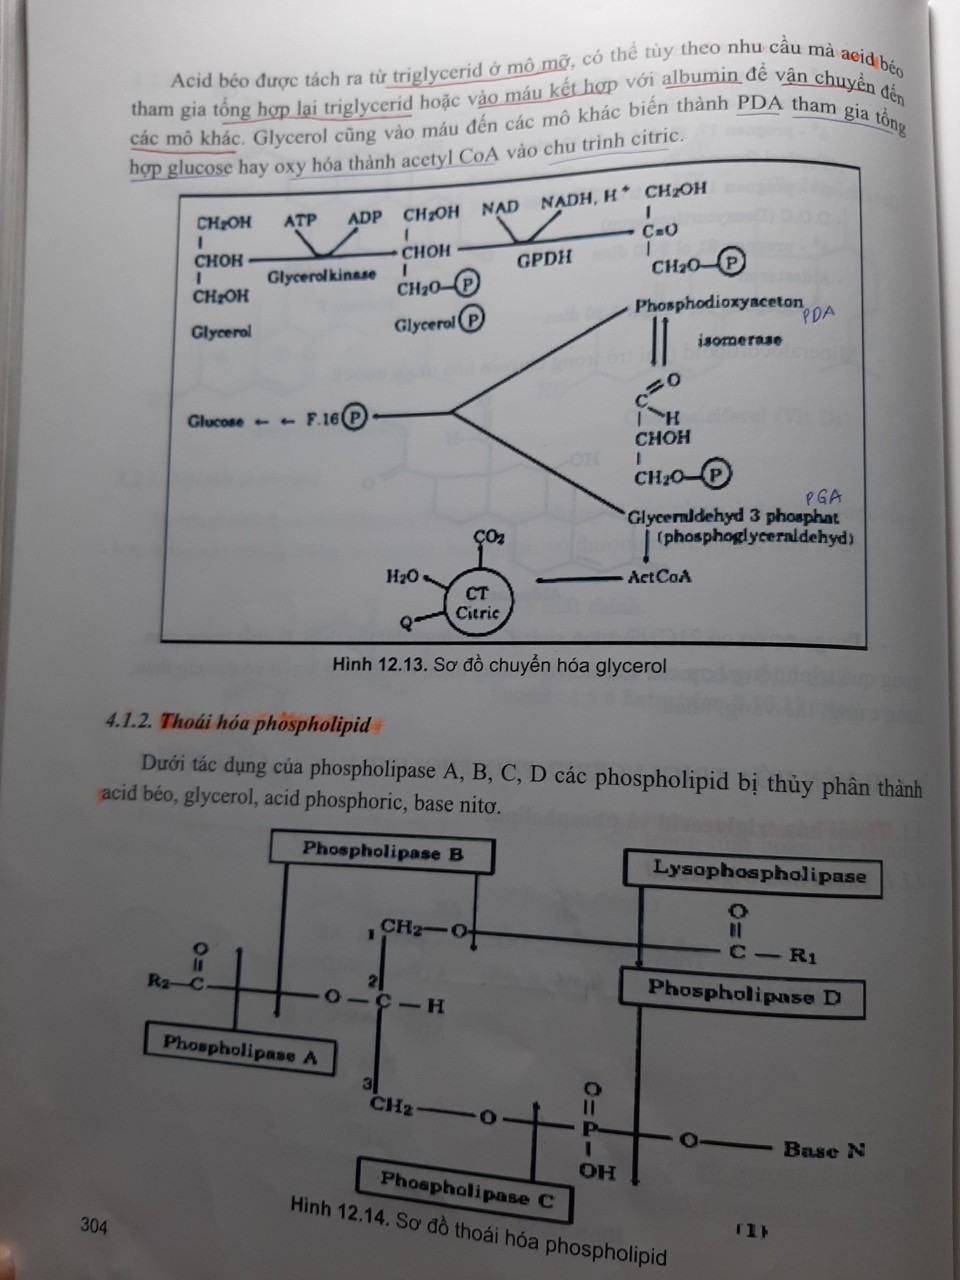 Acid béo được tách ra từ triglycerid ở mô mỡ, có thể tùy theo nhu cầu mà acid béo
tham gia tổng hợp lại triglycerid hoặc vào máu kết hợp với albumin để vận chuyển đến
các mô khác. Glycerol cũng vào máu đến các mô khác biến thành PDA tham gia tổng
hợp glucose hay oxy hóa thành acetyl CoA vào chu trình citric.
CH₂OH ATP ADP CH₂OH NAD NADH, H⁺ CH₂OH
CHOH CHOH C=O
Glycerolkinase GPDH
CH₂OH CH₂O P CH₂O P
Glycerol Glycerol P Phosphodioxyaceton PDA
isomerase
C O
H
Glucose ← ← F.16 P CHOH
CH₂O P
PGA
Glyceraldehyd 3 phosphat
(phosphoglyceraldehyd)
CO₂
H₂O CT Citric ActCoA
Q
Hình 12.13. Sơ đồ chuyển hóa glycerol
4.1.2. Thoái hóa phospholipid
Dưới tác dụng của phospholipase A, B, C, D các phospholipid bị thủy phân thành
acid béo, glycerol, acid phosphoric, base nitơ.
Phospholipase B
Lysophospholipase
O
1 CH₂—O C — R₁
O
R₂—C O — 2 C — H
Phospholipase D
Phospholipase A
3 CH₂ O P O Base N
O
OH
Phospholipase C
(1)
Hình 12.14. Sơ đồ thoái hóa phospholipid
304